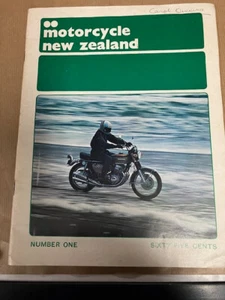 motorcycle
new zealand
NUMBER ONE
SIXTY FIVE CENTS